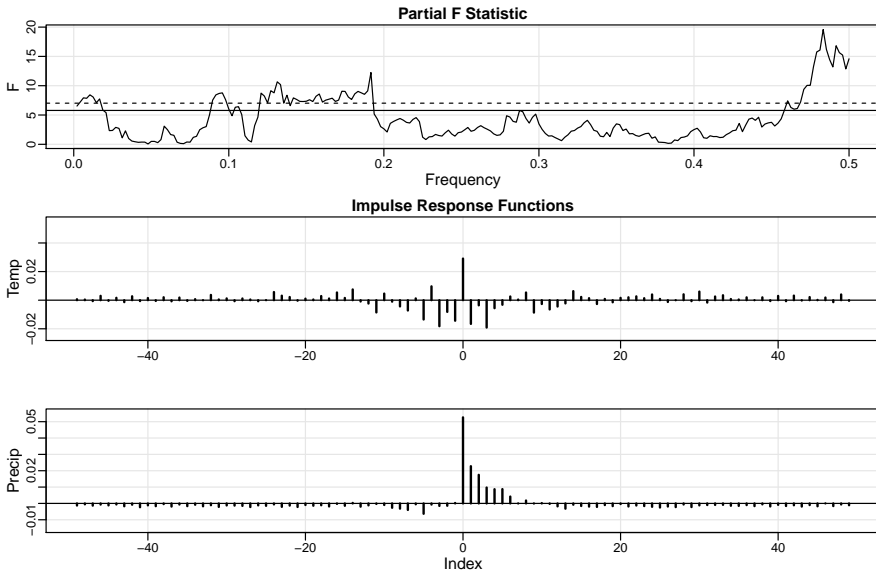 Partial F Statistic
F
0 5 10 15 20
0.0 0.1 0.2 0.3 0.4 0.5
Frequency
Impulse Response Functions
Temp
−0.02 0.02
−40 −20 0 20 40
Precip
−0.01 0.02 0.05
−40 −20 0 20 40
Index